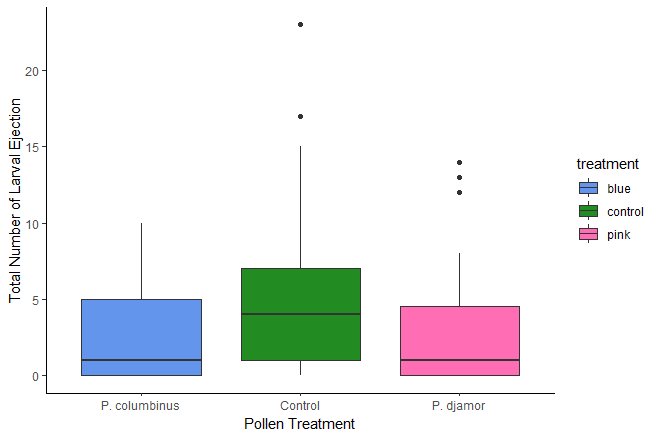 Total Number of Larval Ejection
20
15
10
5
0
P. columbinus
Control
P. djamor
Pollen Treatment
treatment
blue
control
pink